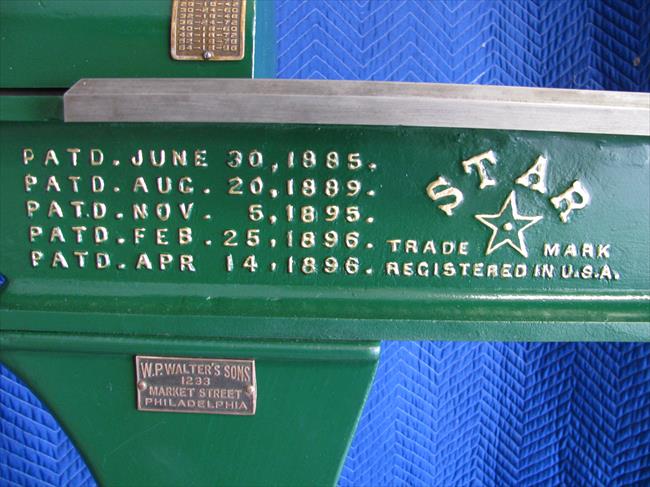 PATD. JUNE 30, 1885.
PATD. AUG. 20, 1889.
PATD. NOV. 5, 1895.
PATD. FEB. 25, 1896.
PATD. APR 14, 1896.
STAR
TRADE MARK
REGISTERED IN U.S.A.
W.P. WALTER'S SONS
1233
MARKET STREET
PHILADELPHIA